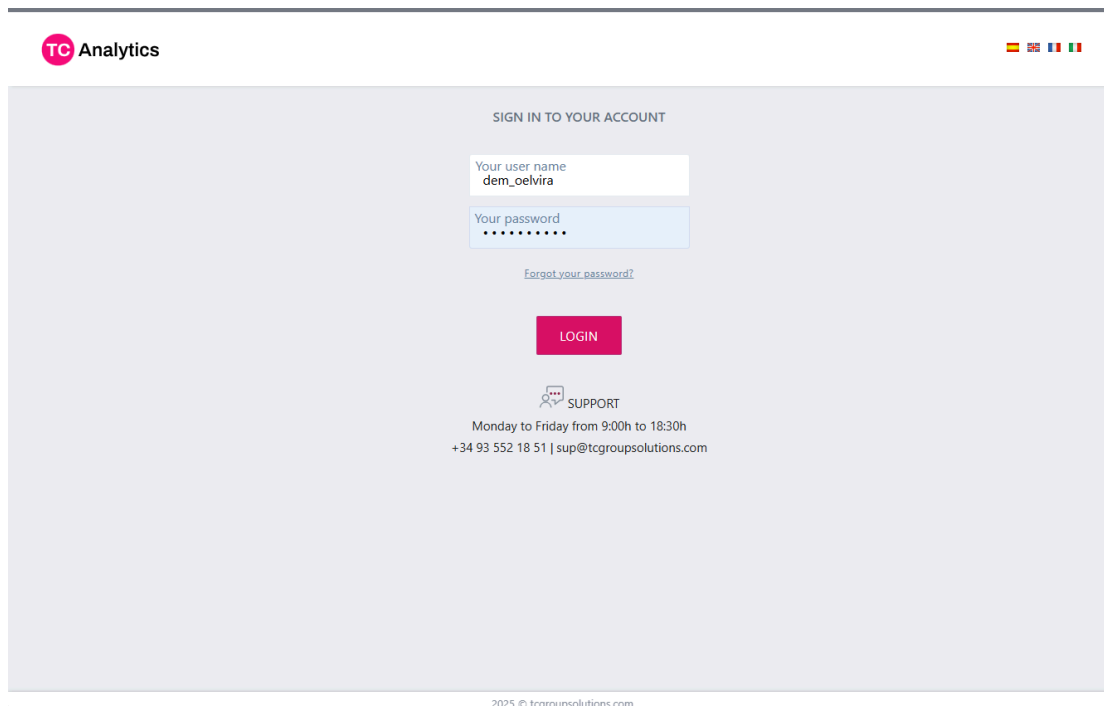 TC Analytics
SIGN IN TO YOUR ACCOUNT
Your user name
dem_oelvira
Your password
••••••••••
Forgot your password?
LOGIN
SUPPORT
Monday to Friday from 9:00h to 18:30h
+34 93 552 18 51 | sup@tcgroupsolutions.com
2025 © tcgroupsolutions.com